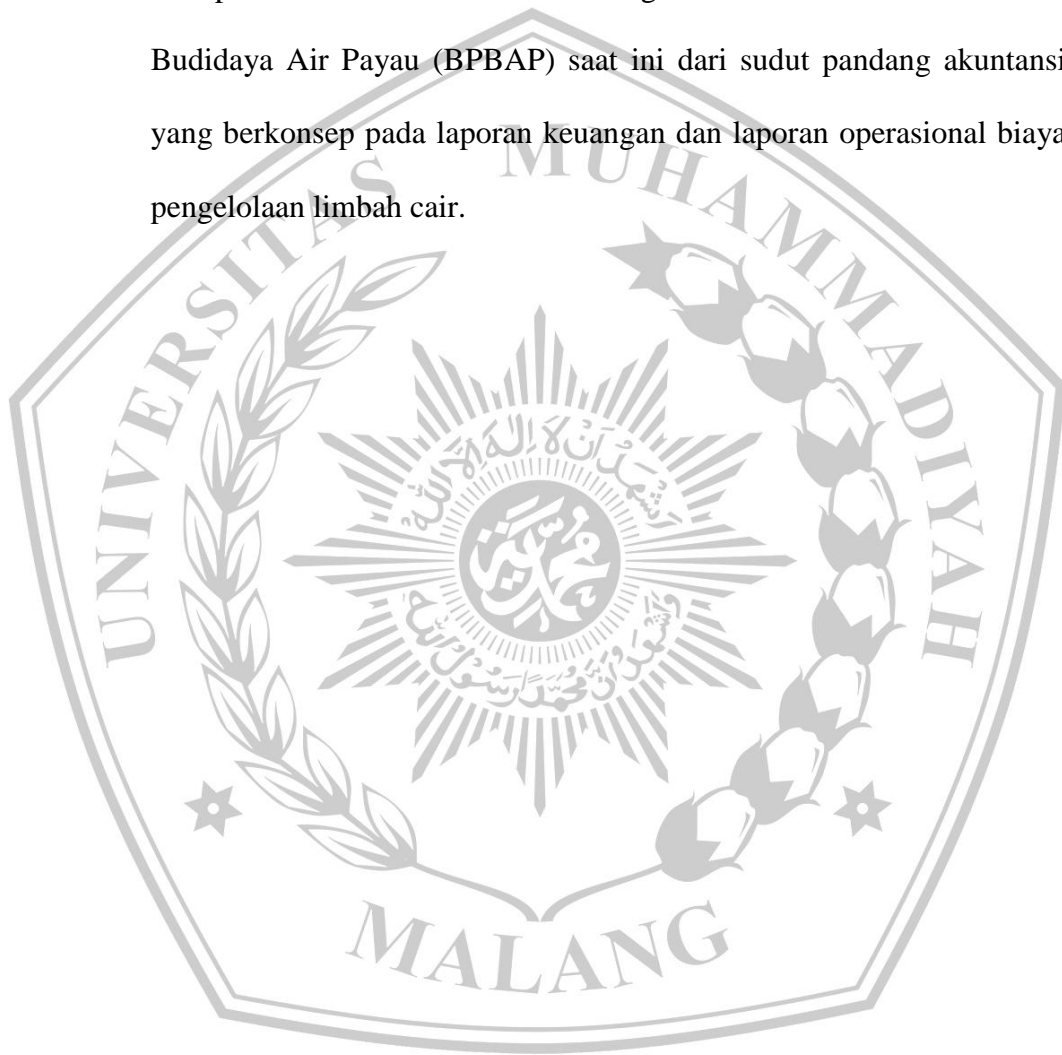 Budidaya Air Payau (BPBAP) saat ini dari sudut pandang akuntansi
yang berkonsep pada laporan keuangan dan laporan operasional biaya
pengelolaan limbah cair.
UNIVERSITAS MUHAMMADIYAH
MALANG